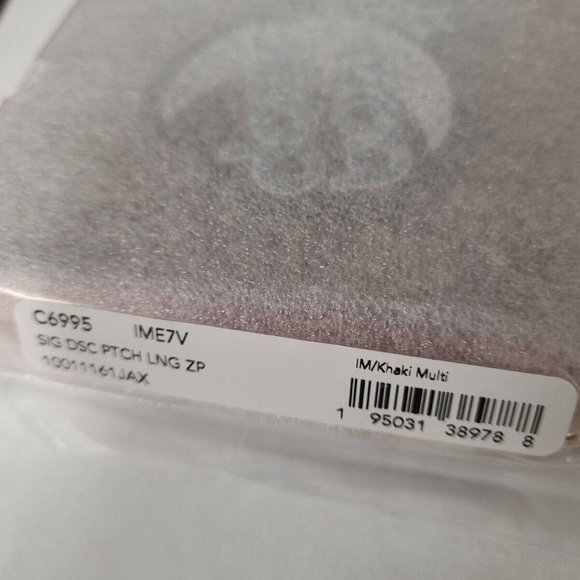 C6995 IME7V
SIG DSC PTCH LNG ZP
10011161JAX
IM/Khaki Multi
1 95031 38978 8